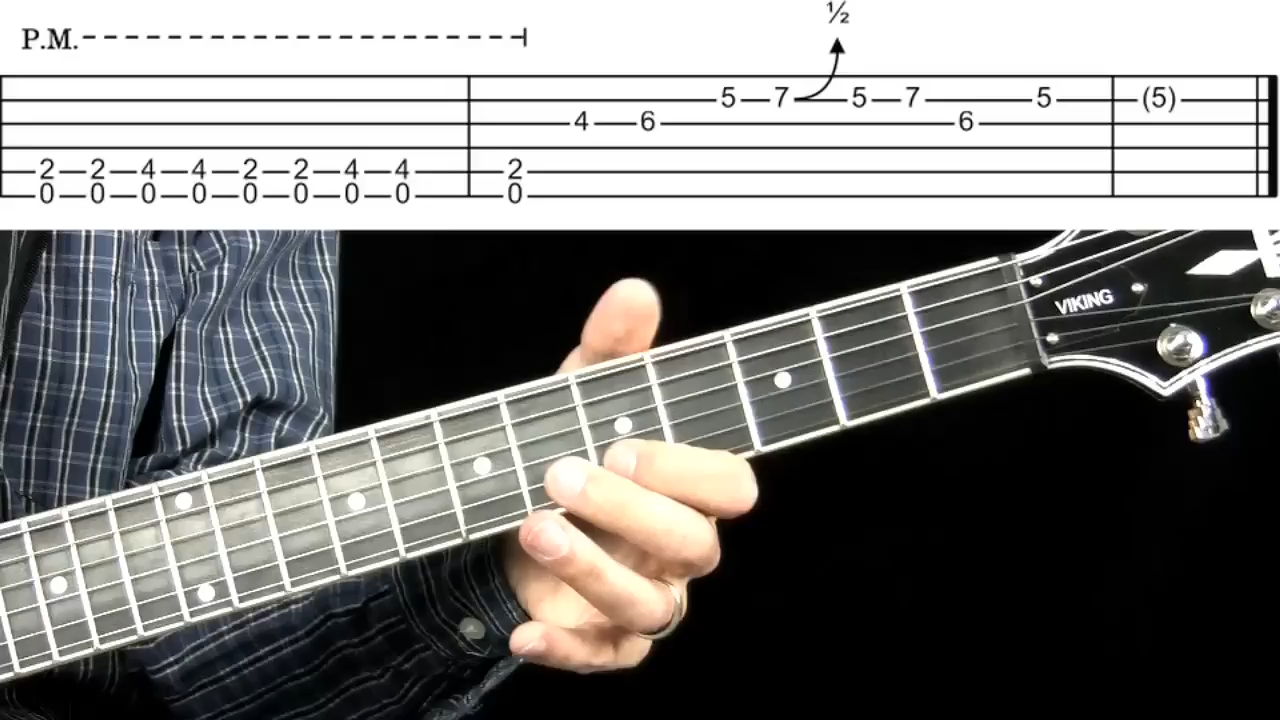 ½
P.M.
5 7 5 7 5 (5)
4 6 6
2 2 4 4 2 2 4 4 2
0 0 0 0 0 0 0 0 0
VIKING